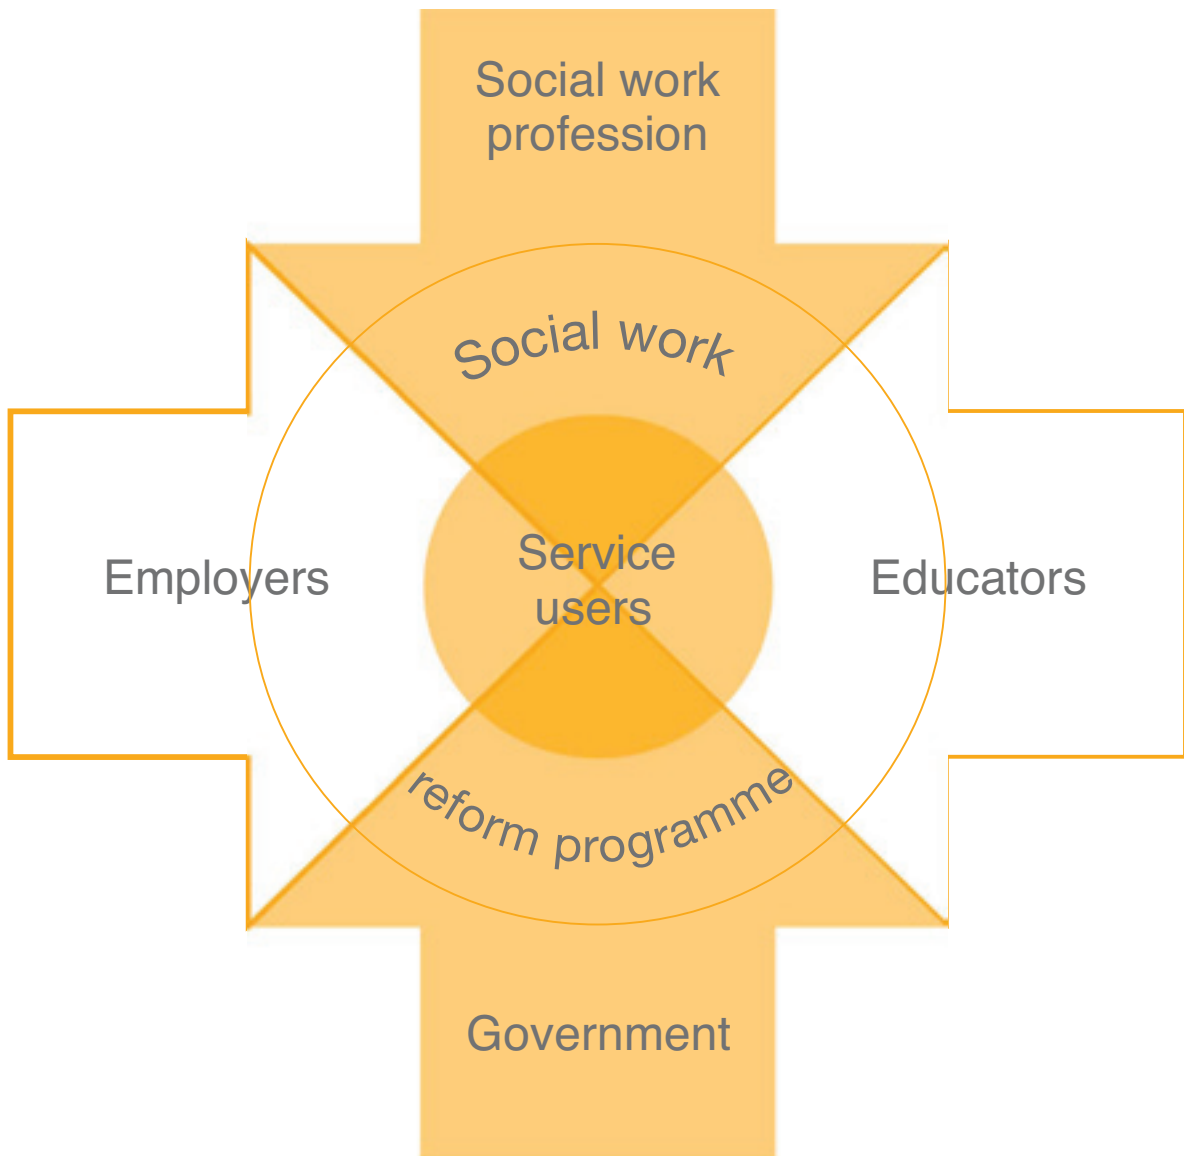 Social work
profession
Social work
Employers
Service
users
Educators
reform programme
Government